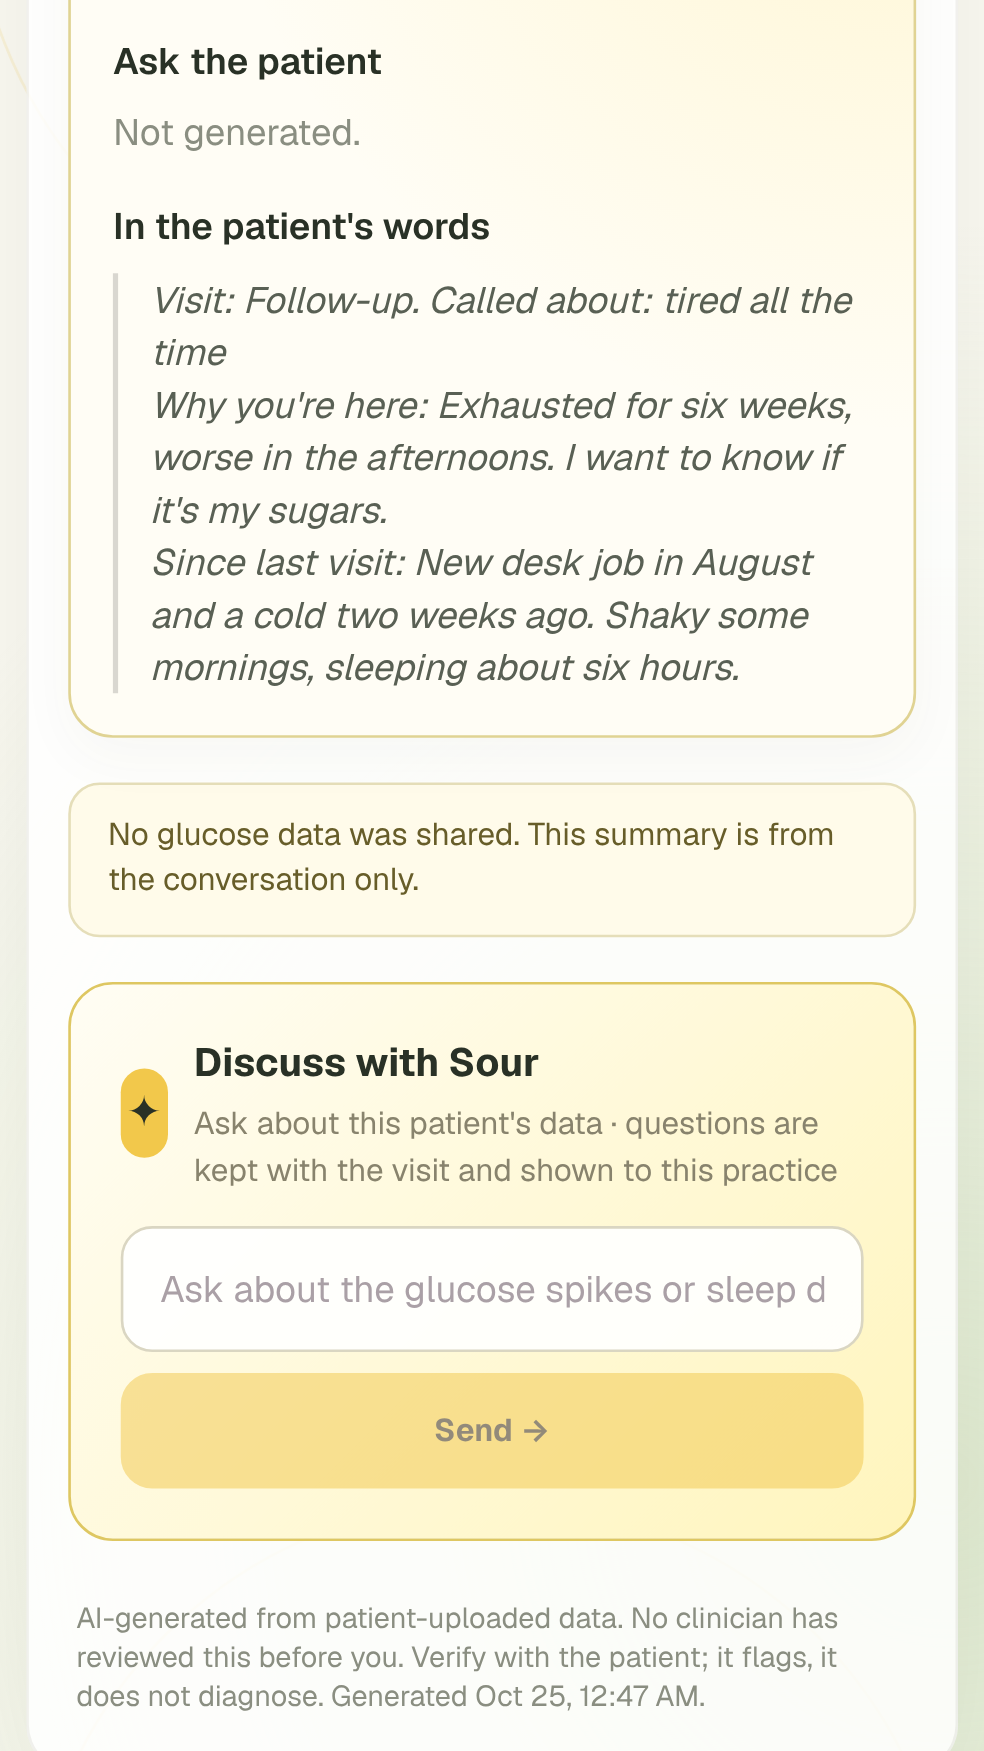 Ask the patient
Not generated.
In the patient's words
Visit: Follow-up. Called about: tired all the
time
Why you're here: Exhausted for six weeks,
worse in the afternoons. I want to know if
it's my sugars.
Since last visit: New desk job in August
and a cold two weeks ago. Shaky some
mornings, sleeping about six hours.
No glucose data was shared. This summary is from
the conversation only.
Discuss with Sour
Ask about this patient's data · questions are
kept with the visit and shown to this practice
Ask about the glucose spikes or sleep d
Send →
AI-generated from patient-uploaded data. No clinician has
reviewed this before you. Verify with the patient; it flags, it
does not diagnose. Generated Oct 25, 12:47 AM.